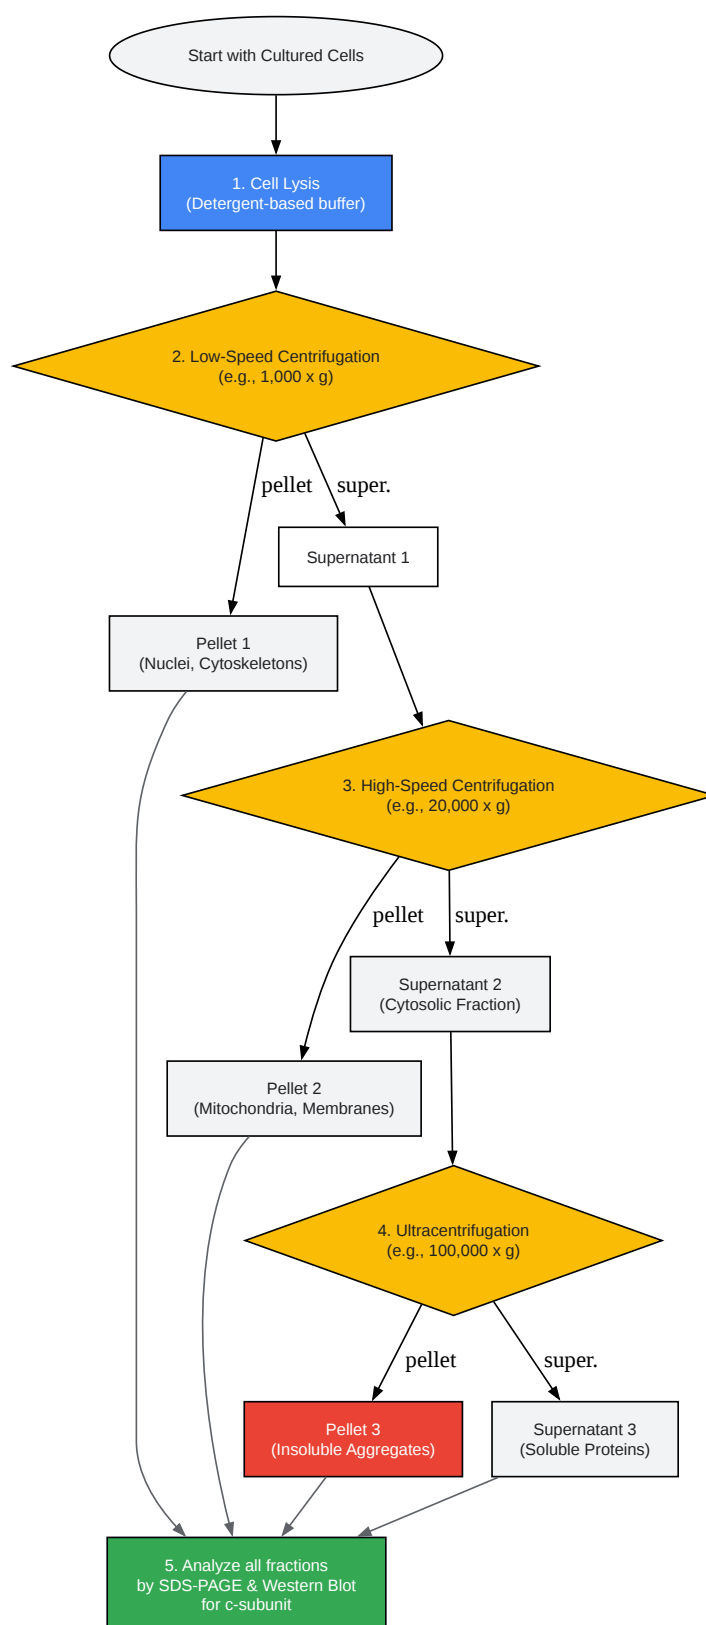 Start with Cultured Cells
1. Cell Lysis
(Detergent-based buffer)
2. Low-Speed Centrifugation
(e.g., 1,000 x g)
pellet
super.
Supernatant 1
Pellet 1
(Nuclei, Cytoskeletons)
3. High-Speed Centrifugation
(e.g., 20,000 x g)
pellet
super.
Supernatant 2
(Cytosolic Fraction)
Pellet 2
(Mitochondria, Membranes)
4. Ultracentrifugation
(e.g., 100,000 x g)
pellet
super.
Pellet 3
(Insoluble Aggregates)
Supernatant 3
(Soluble Proteins)
5. Analyze all fractions
by SDS-PAGE & Western Blot
for c-subunit